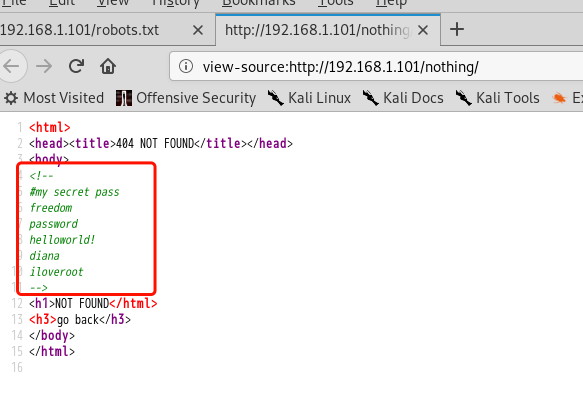 File Edit View History Bookmarks Tools Help
192.168.1.101/robots.txt × http://192.168.1.101/nothing × +
view-source:http://192.168.1.101/nothing/
Most Visited Offensive Security Kali Linux Kali Docs Kali Tools Ex
1 <html>
2 <head><title>404 NOT FOUND</title></head>
3 <body>
4 <!--
5 #my secret pass
6 freedom
7 password
8 helloworld!
9 diana
10 iloveroot
11 -->
12 <h1>NOT FOUND</html>
13 <h3>go back</h3>
14 </body>
15 </html>
16